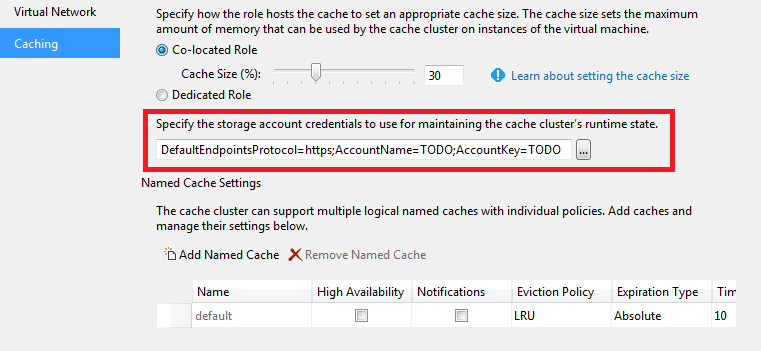 Virtual Network
Caching
Specify how the role hosts the cache to set an appropriate cache size. The cache size sets the maximum
amount of memory that can be used by the cache cluster on instances of the virtual machine.
Co-located Role
Cache Size (%):
30
Learn about setting the cache size
Dedicated Role
Specify the storage account credentials to use for maintaining the cache cluster's runtime state.
DefaultEndpointsProtocol=https;AccountName=TODO;AccountKey=TODO
...
Named Cache Settings
The cache cluster can support multiple logical named caches with individual policies. Add caches and
manage their settings below.
Add Named Cache Remove Named Cache
Name High Availability Notifications Eviction Policy Expiration Type Tim
default LRU Absolute 10